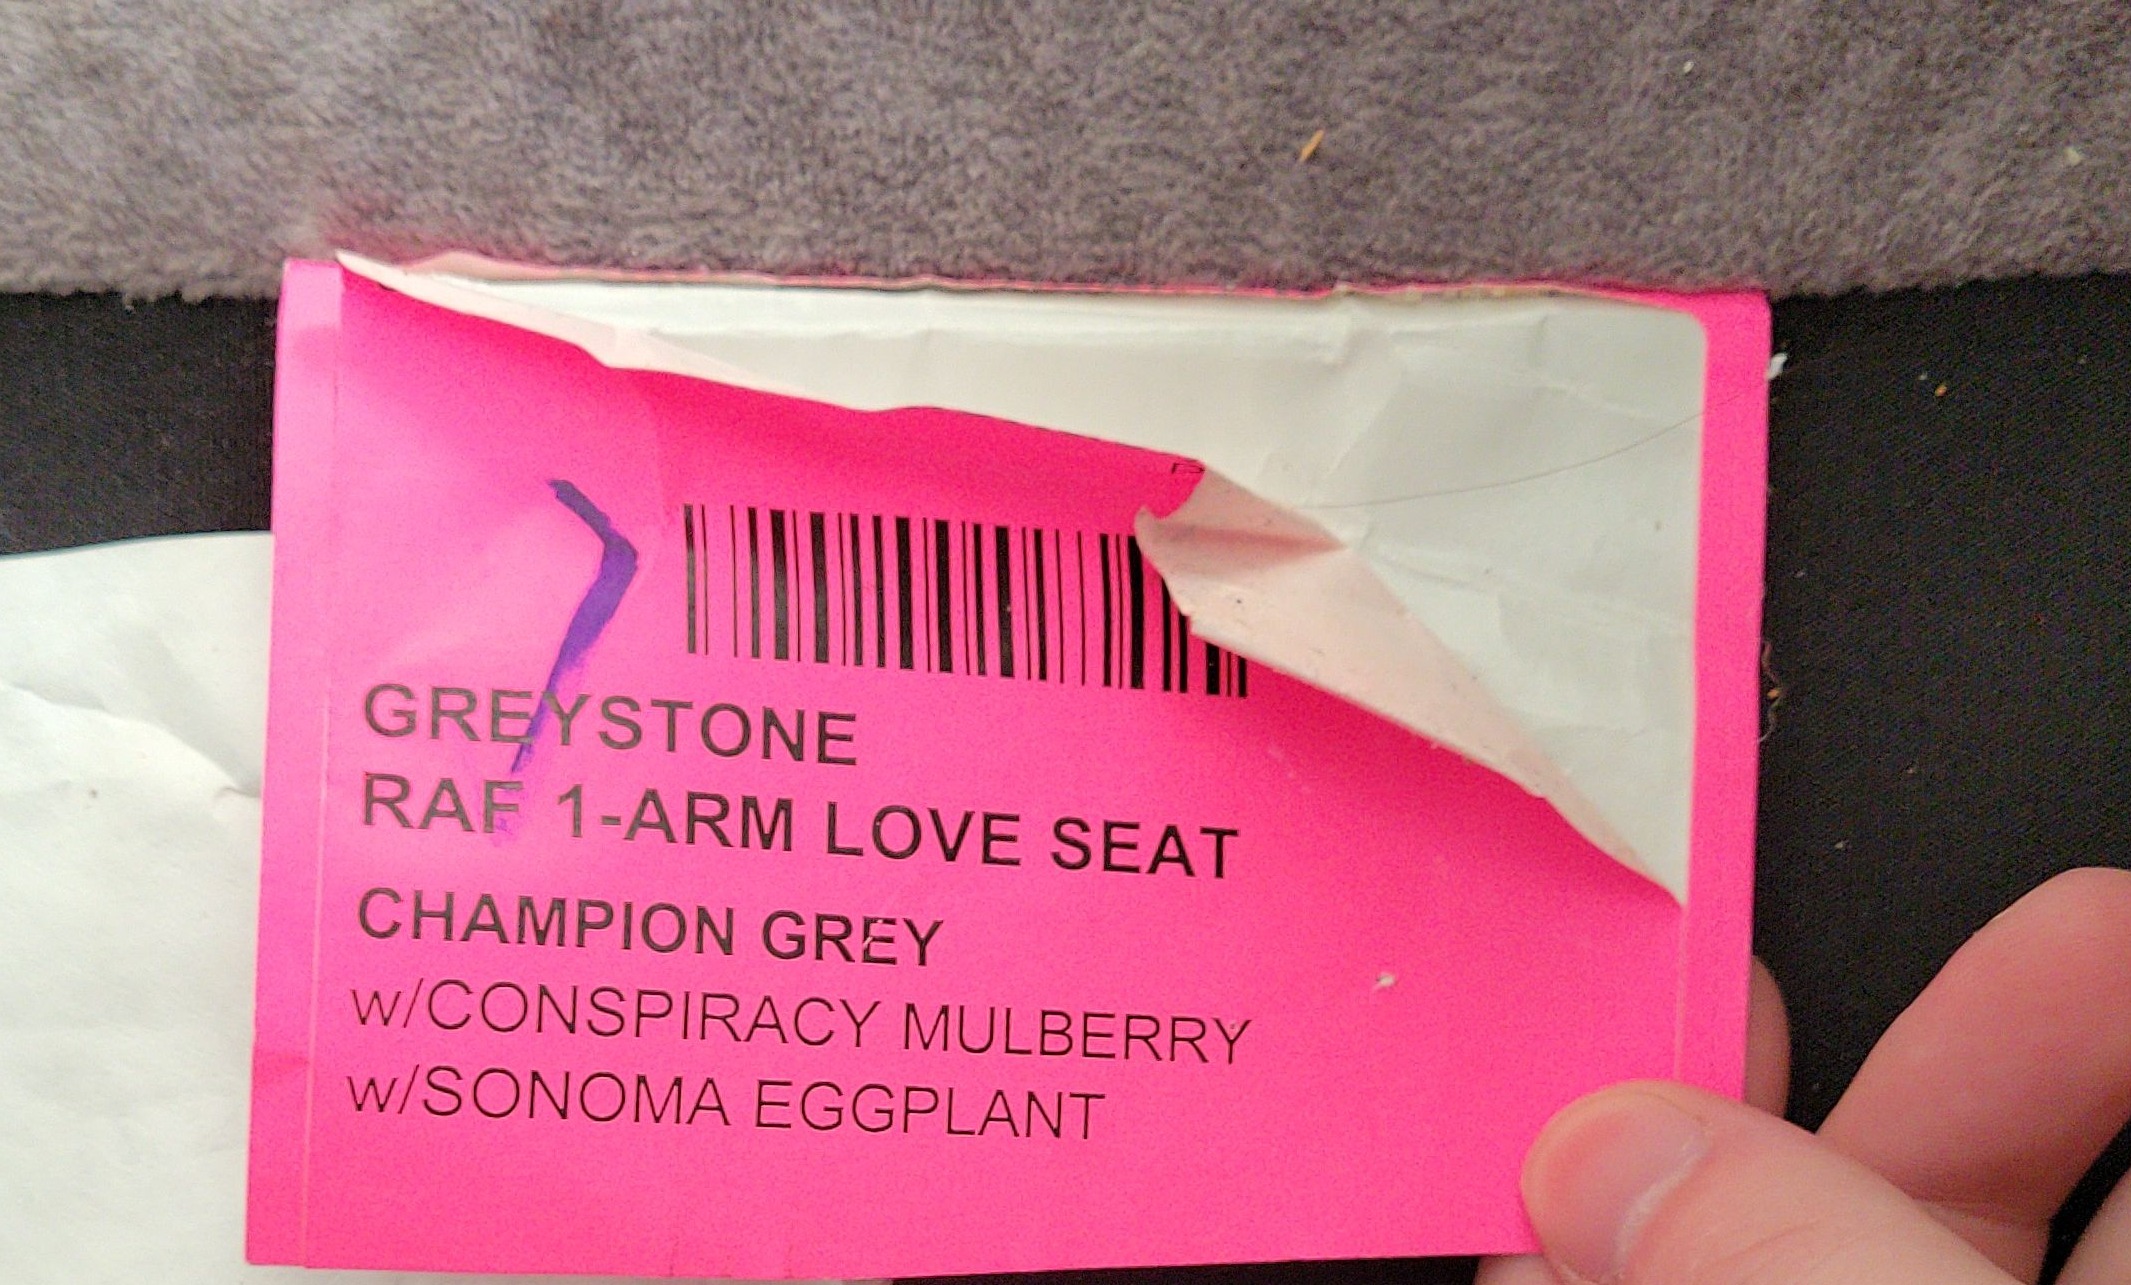 GREYSTONE
RAF 1-ARM LOVE SEAT
CHAMPION GREY
w/CONSPIRACY MULBERRY
w/SONOMA EGGPLANT